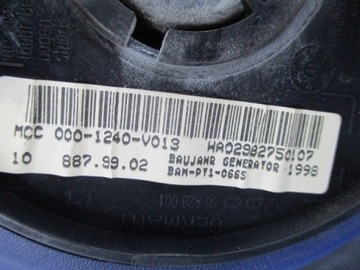 MCC 000-1240-V013 HA02982750107
10 887.99.02 BAUJAHR GENERATOR 1998
BAM-PT1-0665
GERMANY